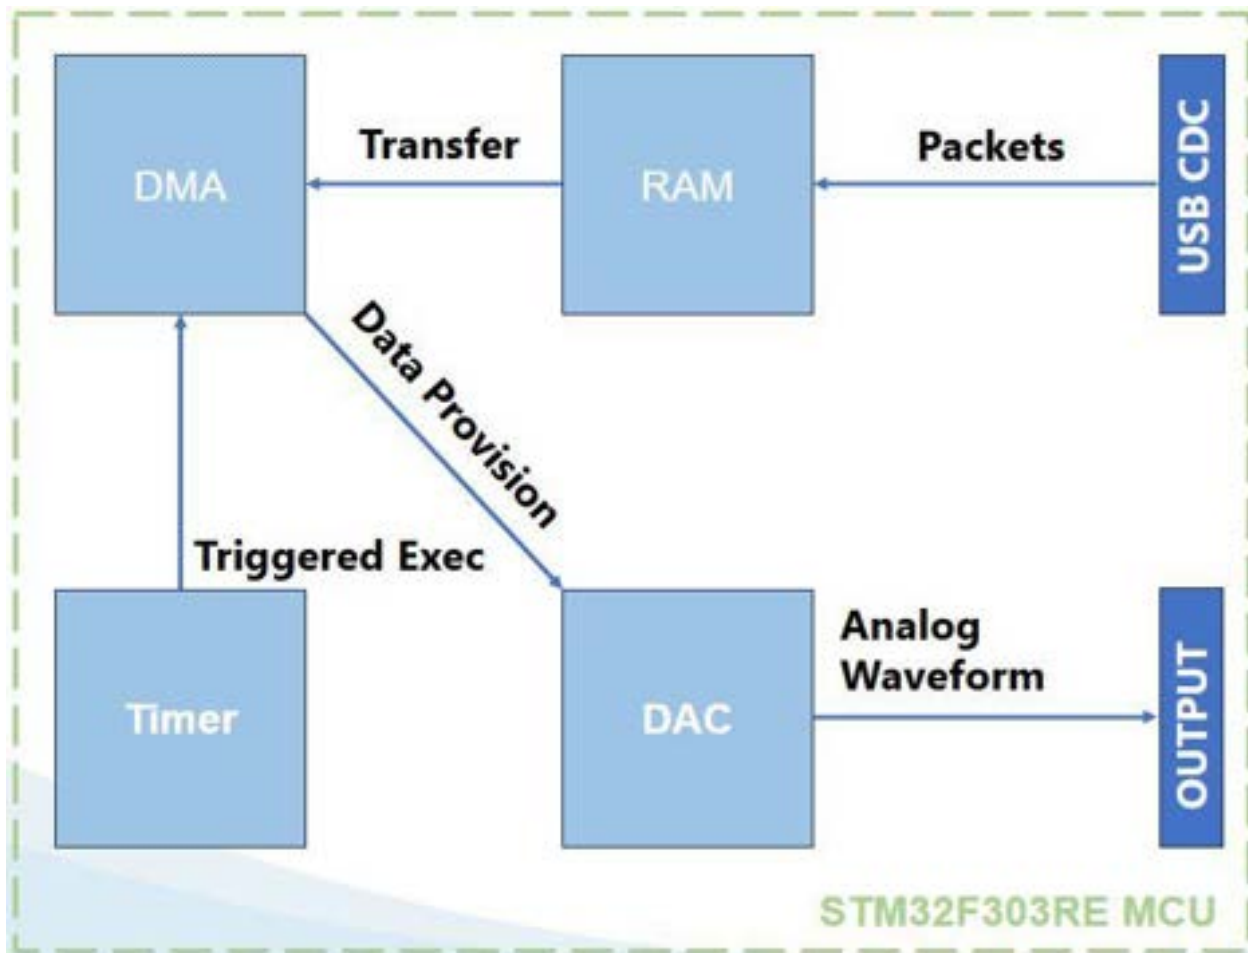 DMA
Transfer
RAM
Packets
USB CDC
Data Provision
Triggered Exec
Timer
DAC
Analog
Waveform
OUTPUT
STM32F303RE MCU